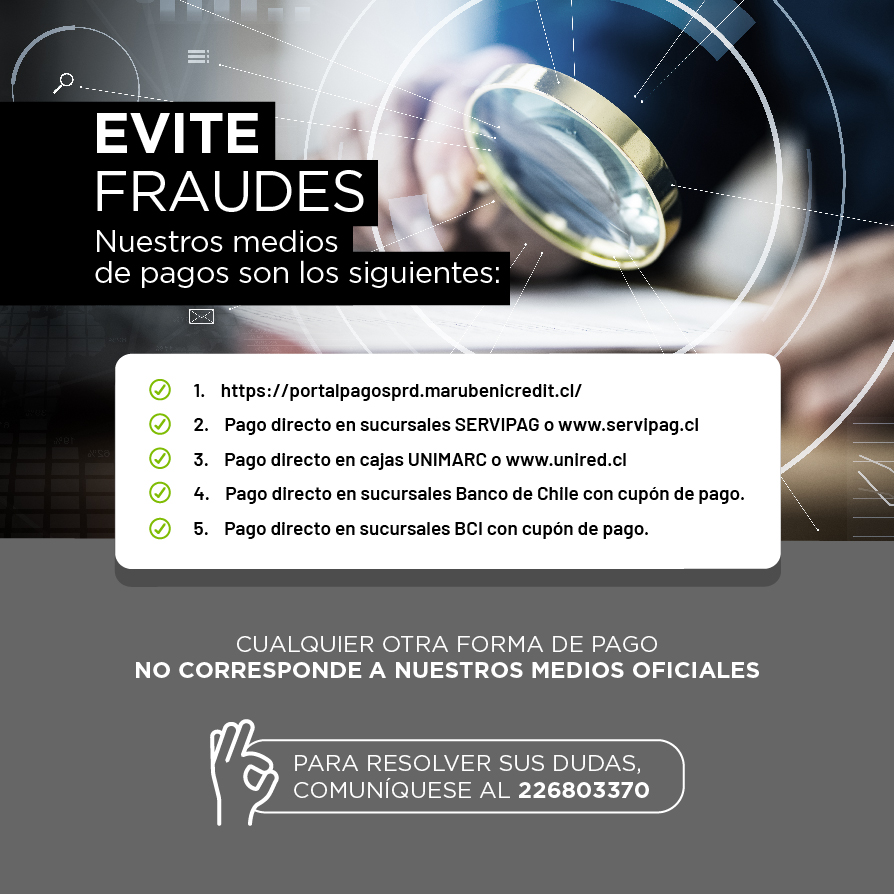 EVITE
FRAUDES
Nuestros medios
de pagos son los siguientes:
1. https://portalpagosprd.marubenicredit.cl/
2. Pago directo en sucursales SERVIPAG o www.servipag.cl
3. Pago directo en cajas UNIMARC o www.unired.cl
4. Pago directo en sucursales Banco de Chile con cupón de pago.
5. Pago directo en sucursales BCI con cupón de pago.
CUALQUIER OTRA FORMA DE PAGO
NO CORRESPONDE A NUESTROS MEDIOS OFICIALES
PARA RESOLVER SUS DUDAS,
COMUNÍQUESE AL 226803370